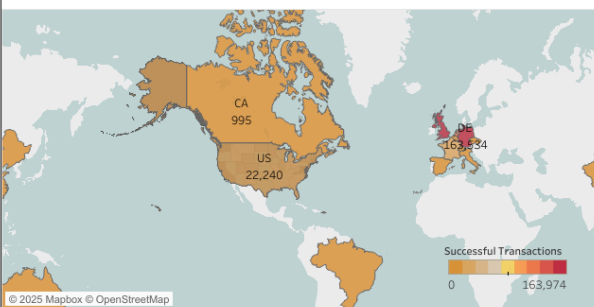 CA
995
US
22,240
DE
163,534
Successful Transactions
0 163,974
© 2025 Mapbox © OpenStreetMap